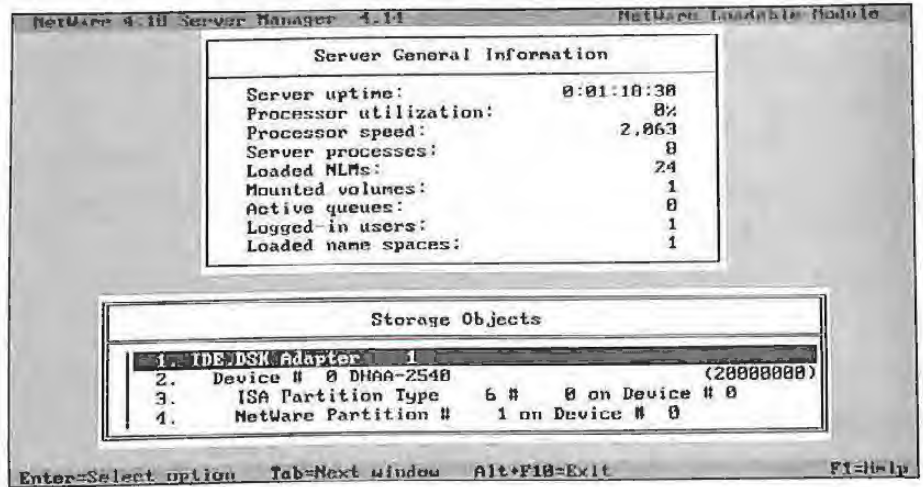 NetWare 4.10 Server Manager 4.14 NetWare Loadable Module
Server General Information
Server uptime: 0:01:10:30
Processor utilization: 0%
Processor speed: 2,063
Server processes: 8
Loaded NLMs: 24
Mounted volumes: 1
Active queues: 0
Logged-in users: 1
Loaded name spaces: 1
Storage Objects
1. IDE.DSK Adapter 1
2. Device # 0 DHAA-2540 (20000000)
3. ISA Partition Type 6 # 0 on Device # 0
4. NetWare Partition # 1 on Device # 0
Enter=Select option Tab=Next window Alt+F10=Exit F1=Help